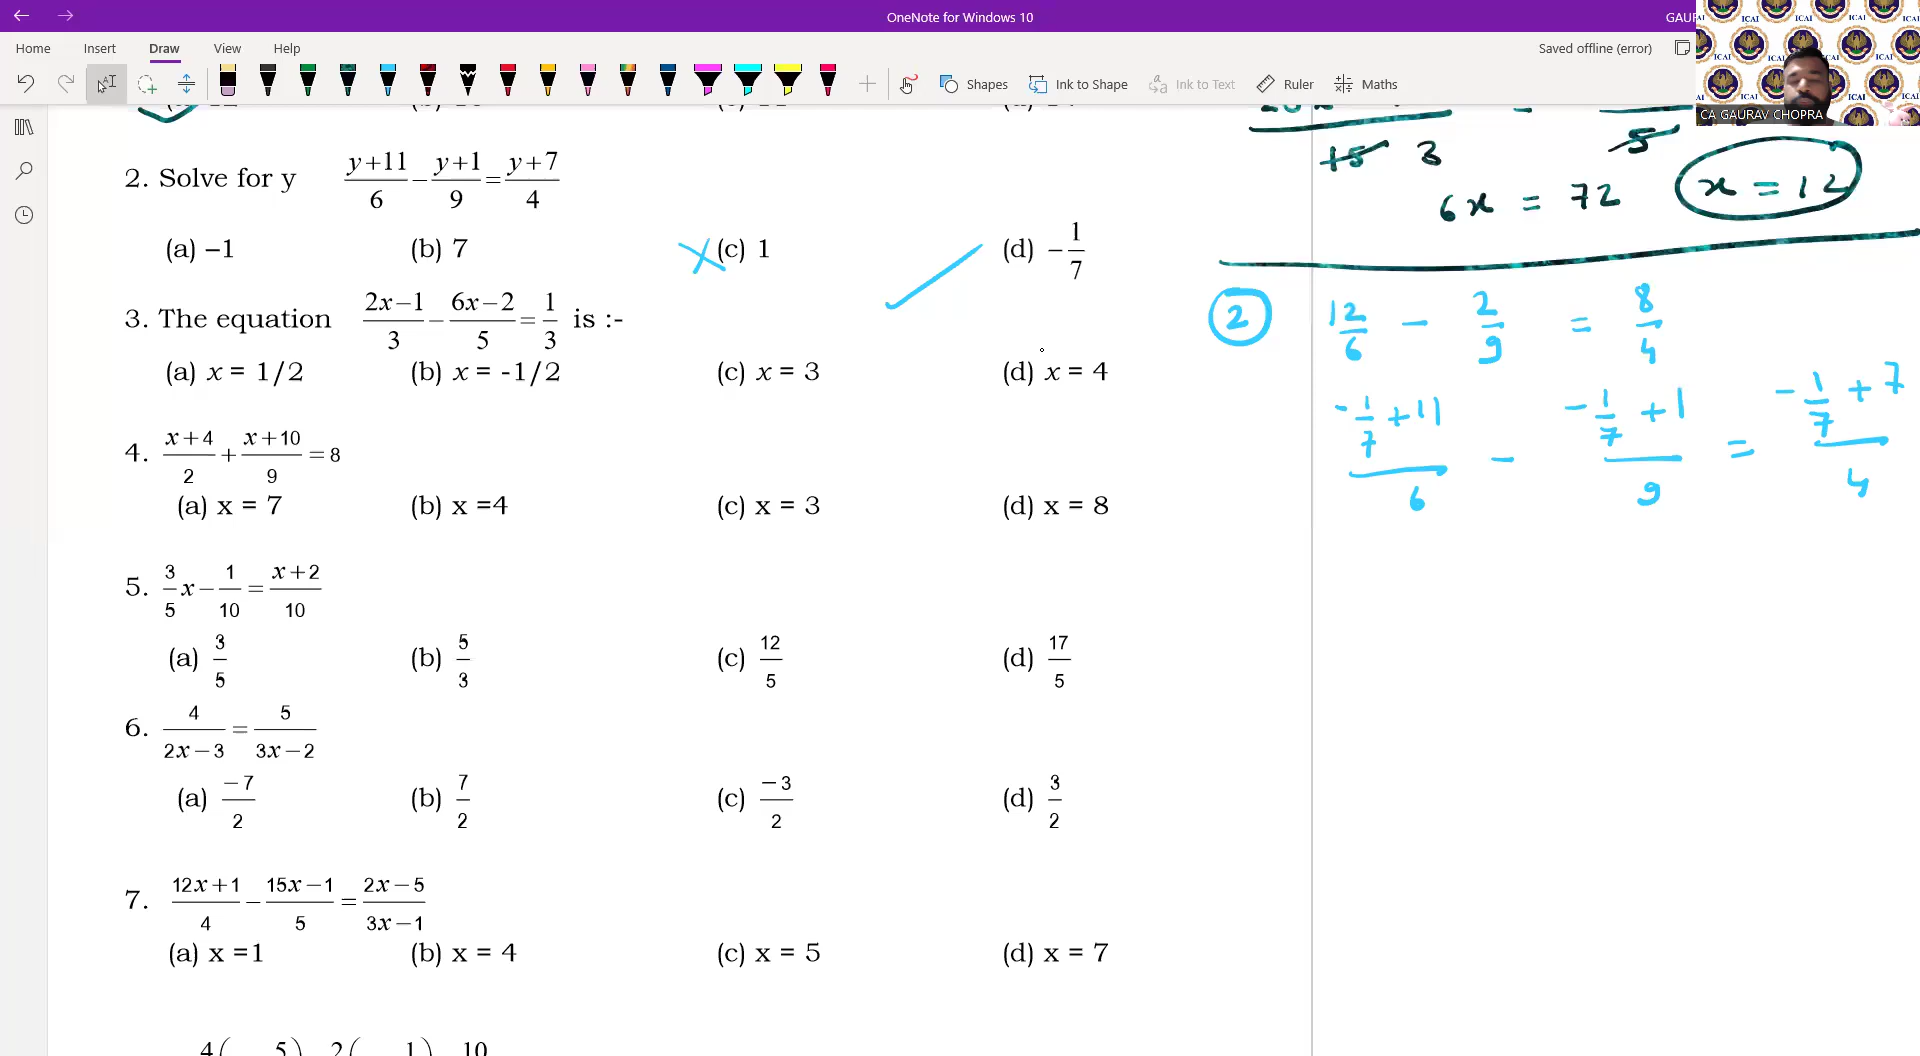 OneNote for Windows 10
GAUR
Home Insert Draw View Help
Saved offline (error)
Shapes Ink to Shape Ink to Text Ruler Maths
CA GAURAV CHOPRA
ICAI
2. Solve for y (y+11)/6 − (y+1)/9 = (y+7)/4
(a) −1 (b) 7 (c) 1 (d) −1/7
3. The equation (2x−1)/3 − (6x−2)/5 = 1/3 is :-
(a) x = 1/2 (b) x = -1/2 (c) x = 3 (d) x = 4
4. (x+4)/2 + (x+10)/9 = 8
(a) x = 7 (b) x =4 (c) x = 3 (d) x = 8
5. 3/5 x − 1/10 = (x+2)/10
(a) 3/5 (b) 5/3 (c) 12/5 (d) 17/5
6. 4/(2x−3) = 5/(3x−2)
(a) −7/2 (b) 7/2 (c) −3/2 (d) 3/2
7. (12x+1)/4 − (15x−1)/5 = (2x−5)/(3x−1)
(a) x =1 (b) x = 4 (c) x = 5 (d) x = 7
15 3 = 5
6x = 72 x = 12
2 12/6 − 2/9 = 8/4
(−1/7 + 11)/6 − (−1/7 + 1)/9 = (−1/7 + 7)/4